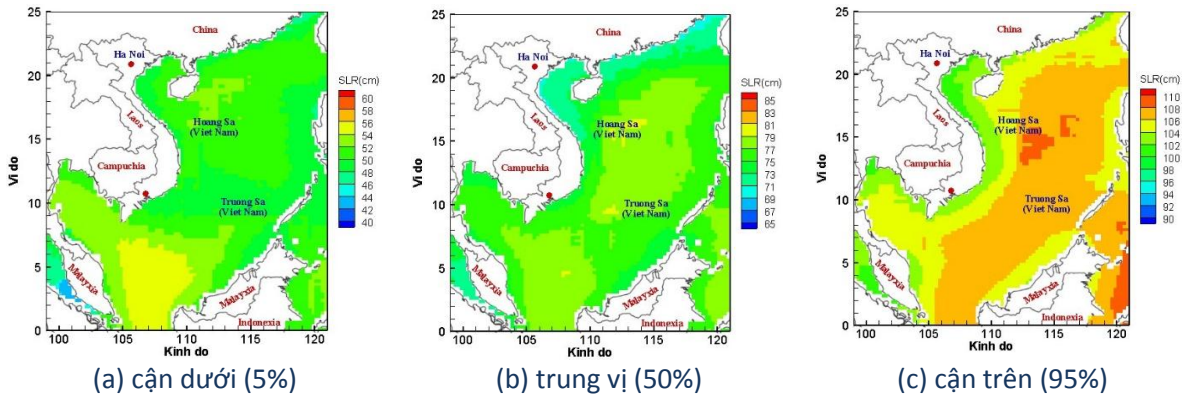 25
20
15
10
5
0
Vi do
100
105
110
115
120
Kinh do
China
Ha Noi
Laos
Hoang Sa
(Viet Nam)
Campuchia
Truong Sa
(Viet Nam)
Malayxia
Malayxia
Indonexia
SLR(cm)
60
58
56
54
52
50
48
46
44
42
40
(a) cận dưới (5%)
25
20
15
10
5
0
Vi do
100
105
110
115
120
Kinh do
China
Ha Noi
Laos
Hoang Sa
(Viet Nam)
Campuchia
Truong Sa
(Viet Nam)
Malayxia
Malayxia
Indonexia
SLR(cm)
85
83
81
79
77
75
73
71
69
67
65
(b) trung vị (50%)
25
20
15
10
5
0
Vi do
100
105
110
115
120
Kinh do
China
Ha Noi
Laos
Hoang Sa
(Viet Nam)
Campuchia
Truong Sa
(Viet Nam)
Malayxia
Malayxia
Indonexia
SLR(cm)
110
108
106
104
102
100
98
96
94
92
90
(c) cận trên (95%)